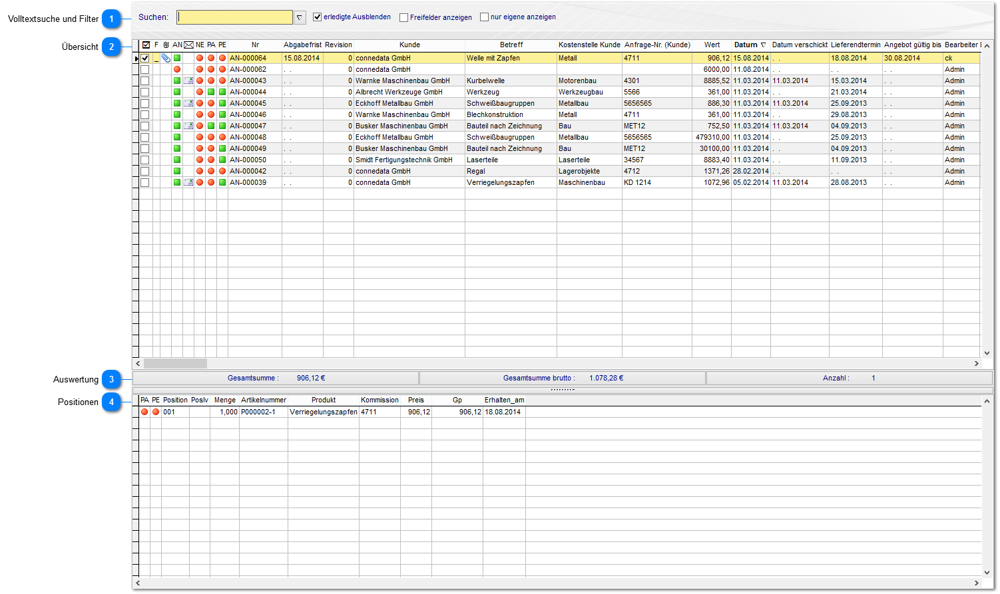 Volltextsuche und Filter 1 Suchen: erledigte Ausblenden Freifelder anzeigen nur eigene anzeigen
Übersicht 2 F AN NE PA PE Nr Abgabefrist Revision Kunde Betreff Kostenstelle Kunde Anfrage-Nr. (Kunde) Wert Datum Datum verschickt Lieferendtermin Angebot gültig bis Bearbeiter
_ AN-000064 15.08.2014 0 connedata GmbH Welle mit Zapfen Metall 4711 906,12 15.08.2014 . . 18.08.2014 30.08.2014 ck
AN-000062 . . 0 connedata GmbH 6000,00 11.08.2014 . . . . . . Admin
AN-000043 . . 0 Warnke Maschinenbau GmbH Kurbelwelle Motorenbau 4301 8885,52 11.03.2014 11.03.2014 15.03.2014 . . Admin
AN-000044 . . 0 Albrecht Werkzeuge GmbH Werkzeug Werkzeugbau 5566 361,00 11.03.2014 . . 21.03.2014 . . Admin
AN-000045 . . 0 Eckhoff Metallbau GmbH Schweißbaugruppen Metallbau 5656565 886,30 11.03.2014 11.03.2014 25.09.2013 . . Admin
AN-000046 . . 0 Warnke Maschinenbau GmbH Blechkonstruktion Metall 4711 361,00 11.03.2014 . . 29.08.2013 . . Admin
AN-000047 . . 0 Busker Maschinenbau GmbH Bauteil nach Zeichnung Bau MET12 752,50 11.03.2014 11.03.2014 04.09.2013 . . Admin
AN-000048 . . 0 Eckhoff Metallbau GmbH Schweißbaugruppen Metallbau 5656565 479310,00 11.03.2014 . . 25.09.2013 . . Admin
AN-000049 . . 0 Busker Maschinenbau GmbH Bauteil nach Zeichnung Bau MET12 30100,00 11.03.2014 . . 04.09.2013 . . Admin
AN-000050 . . 0 Smidt Fertigungstechnik GmbH Laserteile Laserteile 34567 8883,40 11.03.2014 . . 11.09.2013 . . Admin
AN-000042 . . 0 connedata GmbH Regal Lagerobjekte 4712 1371,26 28.02.2014 . . . . . . Admin
AN-000039 . . 0 connedata GmbH Verriegelungszapfen Maschinenbau KD 1214 1072,96 05.02.2014 11.03.2014 28.08.2013 . . Admin
Auswertung 3 Gesamtsumme : 906,12 € Gesamtsumme brutto : 1.078,28 € Anzahl : 1
Positionen 4 PA PE Position Poslv Menge Artikelnummer Produkt Kommission Preis Gp Erhalten_am
001 1,000 P000002-1 Verriegelungszapfen 4711 906,12 906,12 18.08.2014